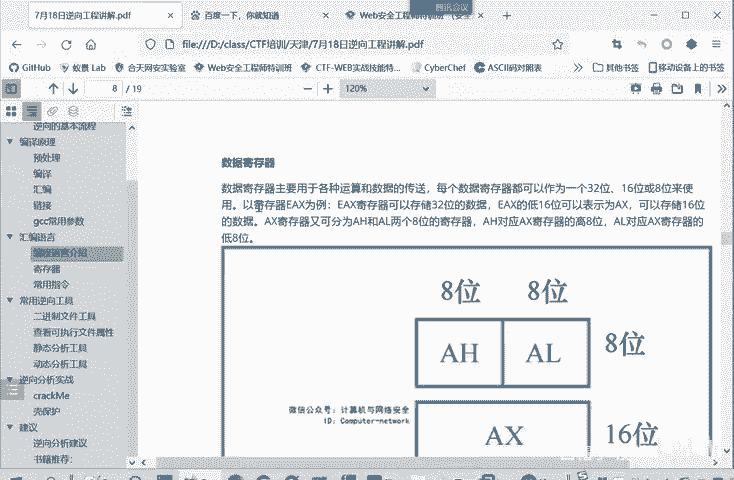 腾讯会议
7月18日逆向工程讲解.pdf
百度一下，你就知道
Web安全工程师特训班
file:///D:/class/CTF培训/天津/7月18日逆向工程讲解.pdf
GitHub
蚁景 Lab
合天网安实验室
Web安全工程师特训班
CTF-WEB实战技能特...
CyberChef
ASCII码对照表
其他书签
移动设备上的书签
8 / 19
120%
逆向的基本流程
编译原理
预处理
编译
汇编
链接
gcc常用参数
汇编语言
寄存器
常用指令
常用逆向工具
二进制文件工具
查看可执行文件属性
静态分析工具
动态分析工具
逆向分析实战
crackMe
壳保护
建议
逆向分析建议
书籍推荐：
数据寄存器
数据寄存器主要用于各种运算和数据的传送，每个数据寄存器都可以作为一个32位、16位或8位来使
用。以寄存器EAX为例：EAX寄存器可以存储32位的数据，EAX的低16位可以表示为AX，可以存储16位
的数据。AX寄存器又可分为AH和AL两个8位的寄存器，AH对应AX寄存器的高8位，AL对应AX寄存器的
低8位。
8位 8位
AH AL 8位
微信公众号：计算机与网络安全
ID：Computer-network
AX 16位